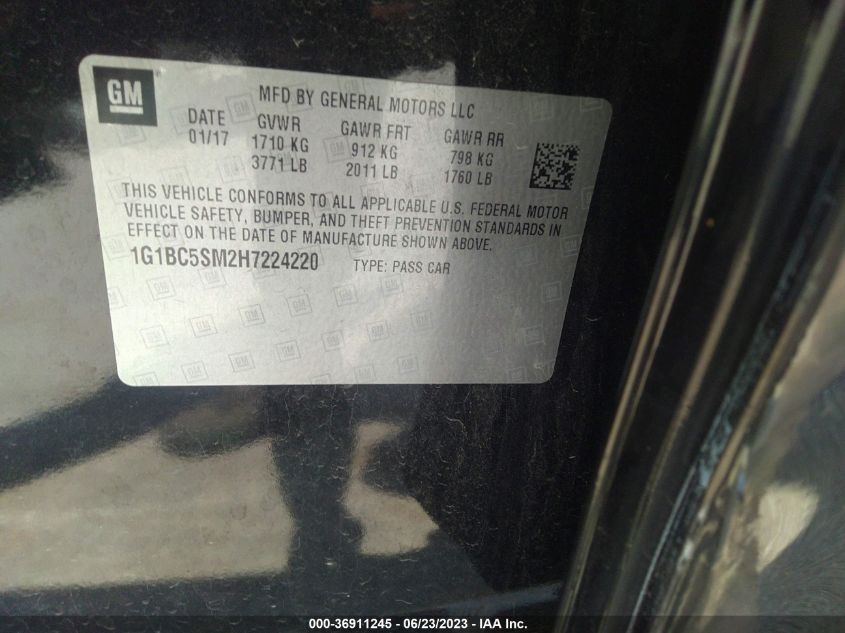 GM
MFD BY GENERAL MOTORS LLC
DATE GVWR GAWR FRT GAWR RR
01/17 1710 KG 912 KG 798 KG
3771 LB 2011 LB 1760 LB
THIS VEHICLE CONFORMS TO ALL APPLICABLE U.S. FEDERAL MOTOR
VEHICLE SAFETY, BUMPER, AND THEFT PREVENTION STANDARDS IN
EFFECT ON THE DATE OF MANUFACTURE SHOWN ABOVE.
1G1BC5SM2H7224220 TYPE: PASS CAR
000-36911245 - 06/23/2023 - IAA Inc.